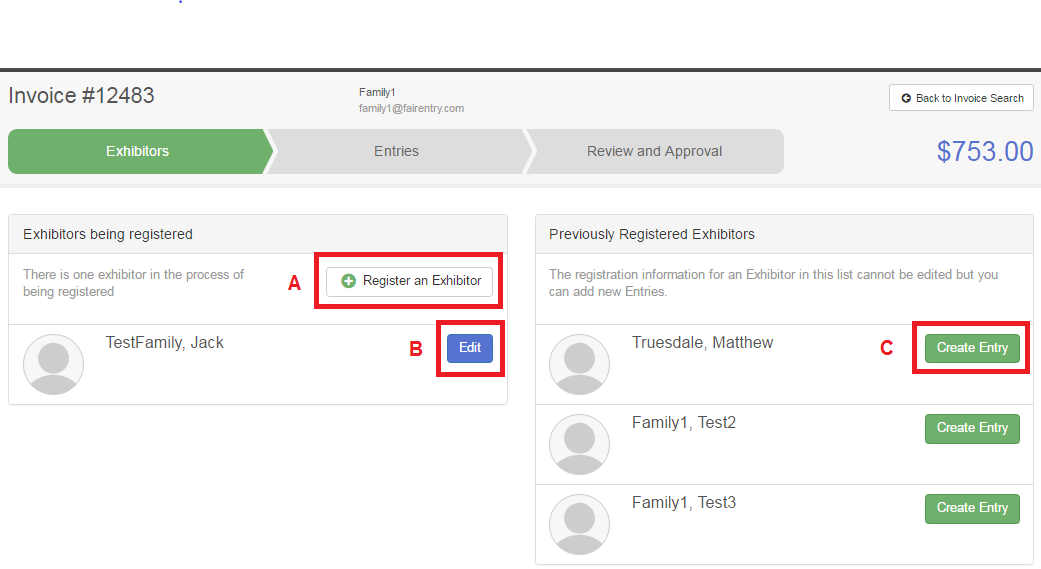 Invoice #12483
Family1
family1@fairentry.com
Back to Invoice Search
Exhibitors
Entries
Review and Approval
$753.00
Exhibitors being registered
There is one exhibitor in the process of
being registered
A
Register an Exhibitor
TestFamily, Jack
B
Edit
Previously Registered Exhibitors
The registration information for an Exhibitor in this list cannot be edited but you
can add new Entries.
Truesdale, Matthew
C
Create Entry
Family1, Test2
Create Entry
Family1, Test3
Create Entry